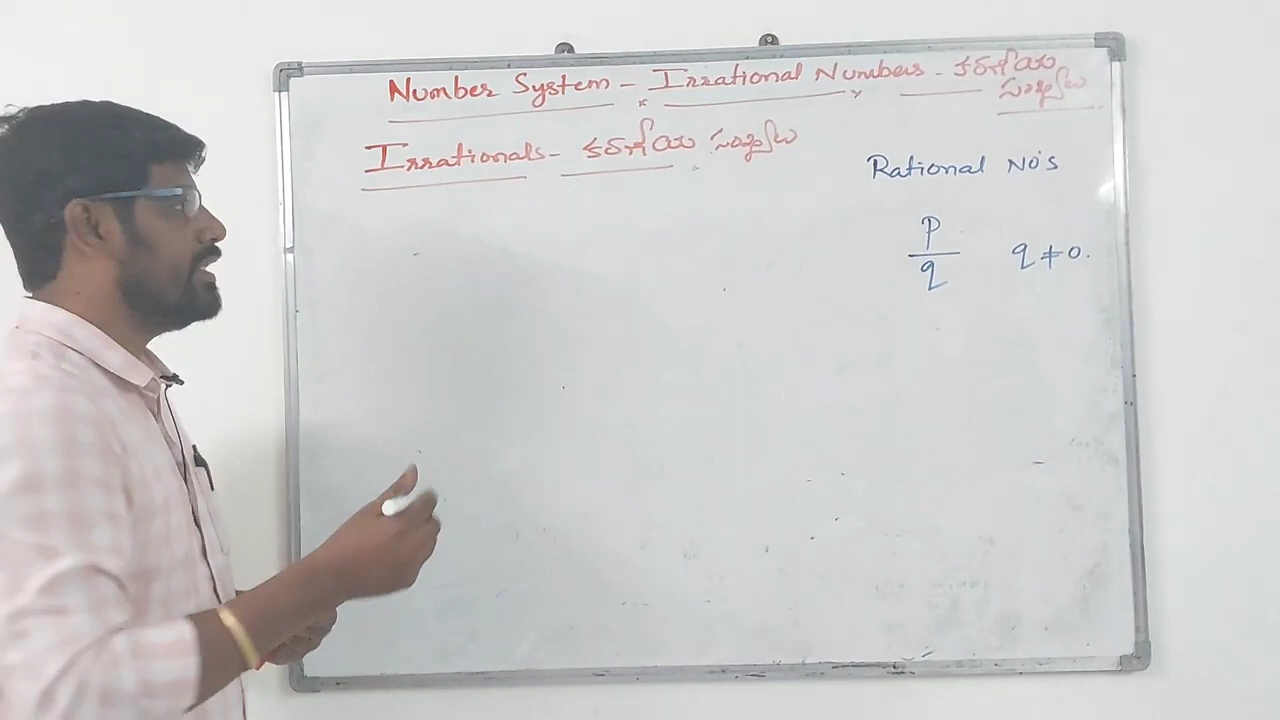 Number System - Irrational Numbers - కరణీయ
సంఖ్యలు
Irrationals - కరణీయ సంఖ్యలు
Rational NO's
P
q
q ≠ 0.